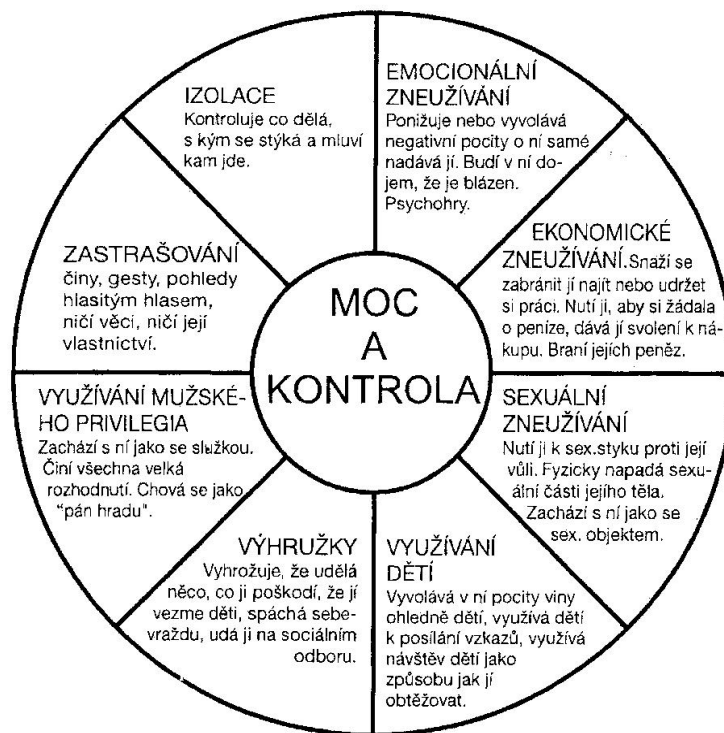 IZOLACE
Kontroluje co dělá,
s kým se stýká a mluví
kam jde.
EMOCIONÁLNÍ
ZNEUŽÍVÁNÍ
Ponižuje nebo vyvolává
negativní pocity o ní samé
nadává jí. Budí v ní do-
jem, že je blázen.
Psychohry.
ZASTRAŠOVÁNÍ
činy, gesty, pohledy
hlasitým hlasem,
ničí věci, ničí její
vlastnictví.
MOC
A
KONTROLA
EKONOMICKÉ
ZNEUŽÍVÁNÍ. Snaží se
zabránit jí najít nebo udržet
si práci. Nutí ji, aby si žádala
o peníze, dává jí svolení k ná-
kupu. Braní jejích peněz.
VYUŽÍVÁNÍ MUŽSKÉ-
HO PRIVILEGIA
Zachází s ní jako se služkou.
Činí všechna velká
rozhodnutí. Chová se jako
"pán hradu".
SEXUÁLNÍ
ZNEUŽÍVÁNÍ
Nutí ji k sex.styku proti její
vůli. Fyzicky napadá sexu-
ální části jejího těla.
Zachází s ní jako se
sex. objektem.
VÝHRUŽKY
Vyhrožuje, že udělá
něco, co ji poškodí, že jí
vezme děti, spáchá sebe-
vraždu, udá ji na sociálním
odboru.
VYUŽÍVÁNÍ
DĚTÍ
Vyvolává v ní pocity viny
ohledně dětí, využívá dětí
k posílání vzkazů, využívá
návštěv dětí jako
způsobu jak jí
obtěžovat.